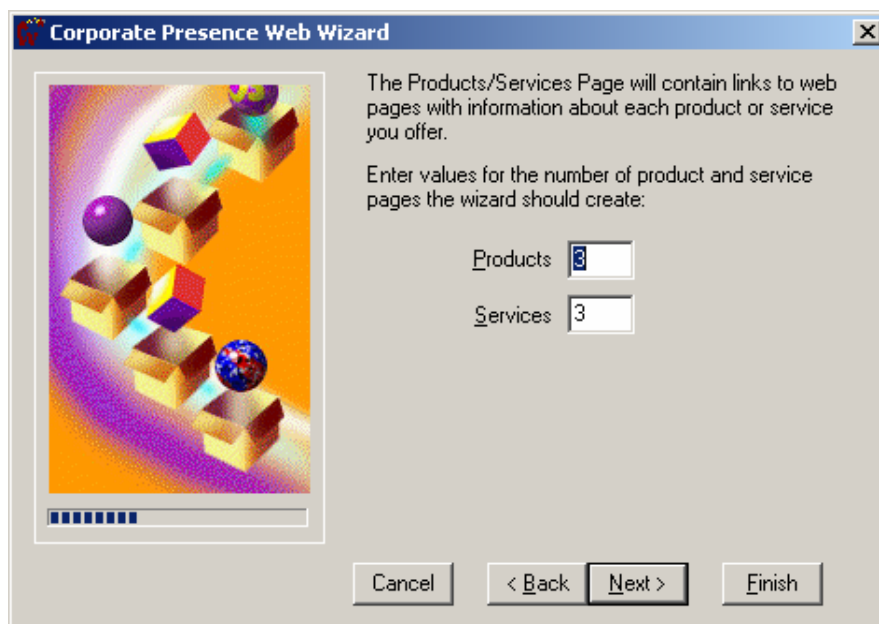 Corporate Presence Web Wizard
The Products/Services Page will contain links to web
pages with information about each product or service
you offer.
Enter values for the number of product and service
pages the wizard should create:
Products 3
Services 3
Cancel < Back Next > Finish